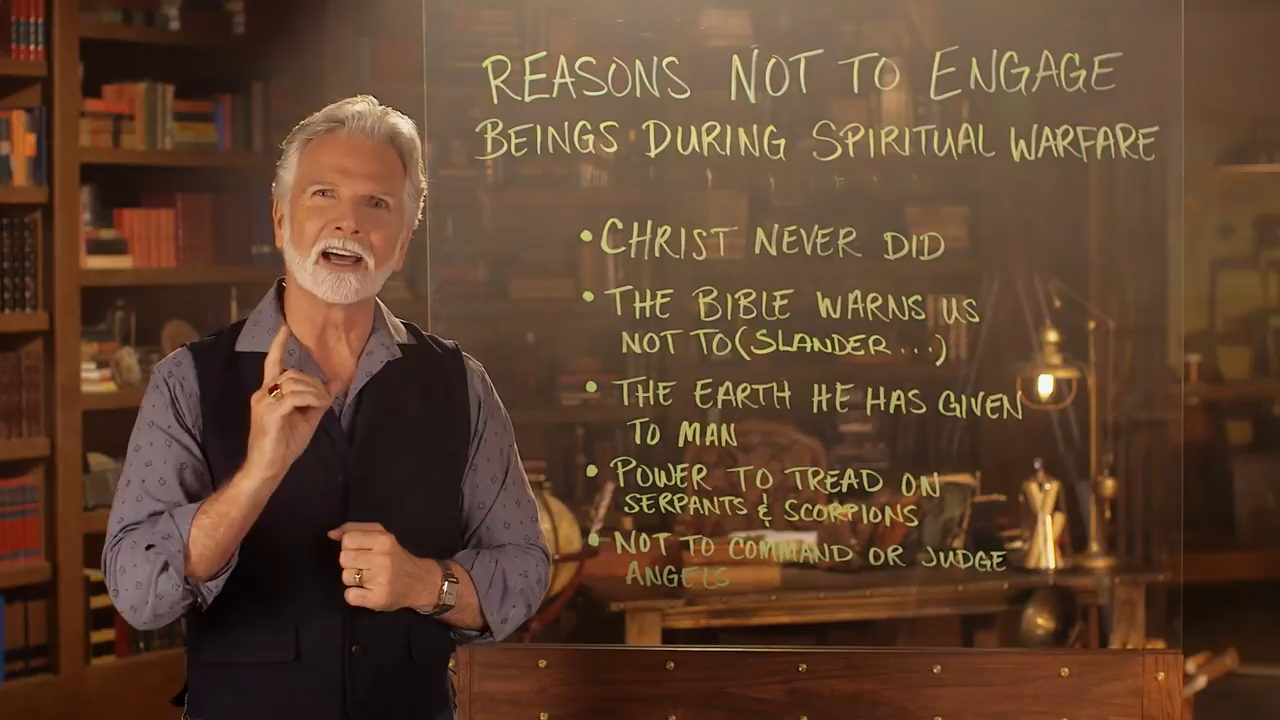 REASONS NOT TO ENGAGE
BEINGS DURING SPIRITUAL WARFARE
• CHRIST NEVER DID
• THE BIBLE WARNS US
NOT TO (SLANDER...)
• THE EARTH HE HAS GIVEN
TO MAN
• POWER TO TREAD ON
SERPANTS & SCORPIONS
• NOT TO COMMAND OR JUDGE
ANGELS